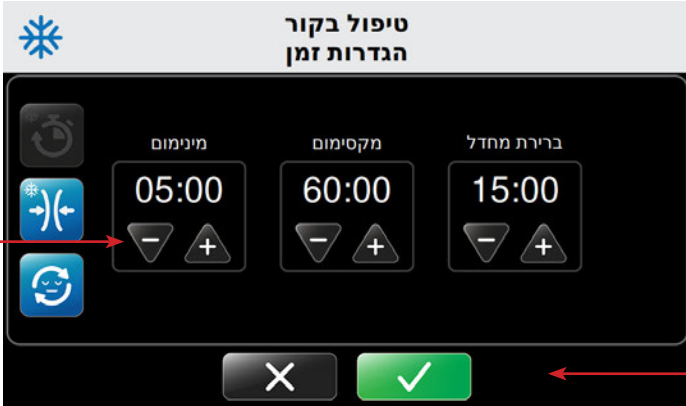 טיפול בקור
הגדרות זמן
ברירת מחדל
מקסימום
מינימום
15:00
60:00
05:00
- +
- +
- +